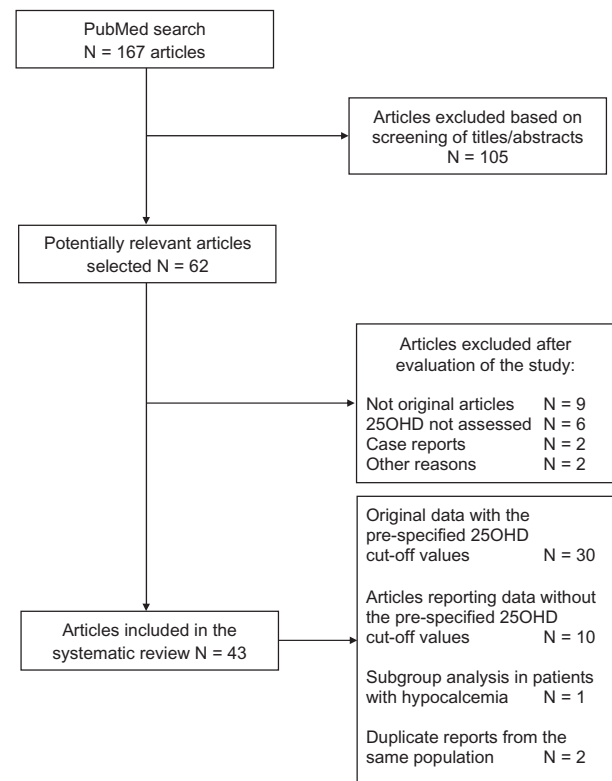 PubMed search
N = 167 articles
Articles excluded based on
screening of titles/abstracts
N = 105
Potentially relevant articles
selected N = 62
Articles excluded after
evaluation of the study:
Not original articles N = 9
25OHD not assessed N = 6
Case reports N = 2
Other reasons N = 2
Original data with the
pre-specified 25OHD
cut-off values N = 30
Articles reporting data without
the pre-specified 25OHD
cut-off values N = 10
Subgroup analysis in patients
with hypocalcemia N = 1
Duplicate reports from the
same population N = 2
Articles included in the
systematic review N = 43